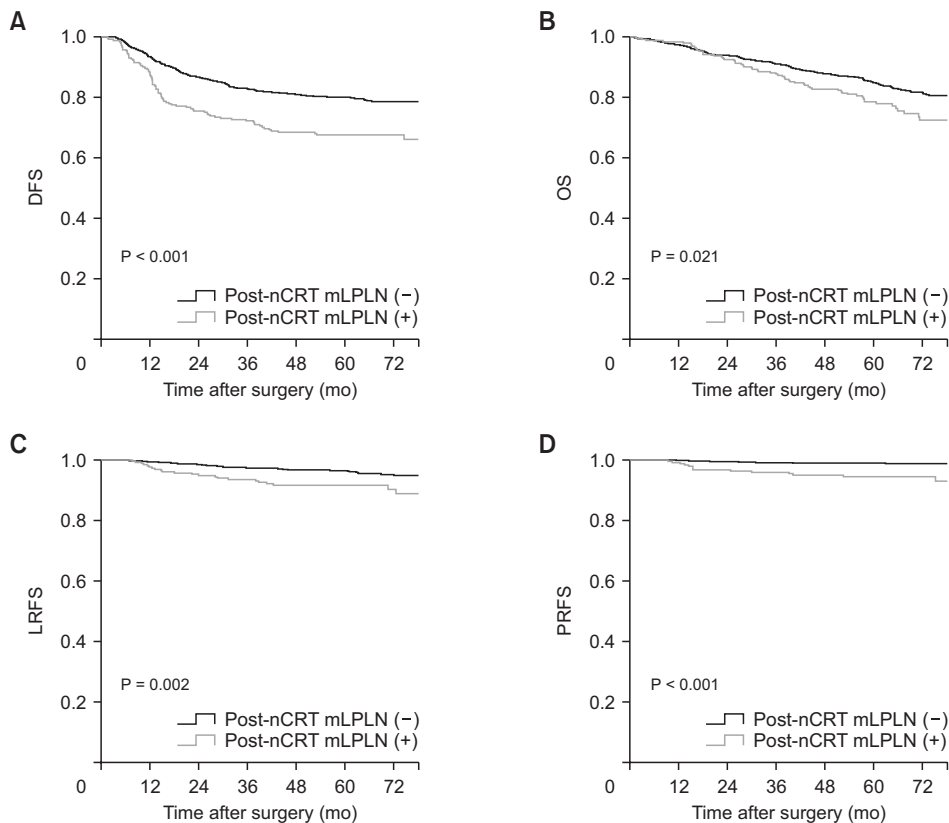 A
1.0
0.8
0.6
0.4
0.2
DFS
P < 0.001
Post-nCRT mLPLN (−)
Post-nCRT mLPLN (+)
0 12 24 36 48 60 72
Time after surgery (mo)
B
1.0
0.8
0.6
0.4
0.2
OS
P = 0.021
Post-nCRT mLPLN (−)
Post-nCRT mLPLN (+)
0 12 24 36 48 60 72
Time after surgery (mo)
C
1.0
0.8
0.6
0.4
0.2
LRFS
P = 0.002
Post-nCRT mLPLN (−)
Post-nCRT mLPLN (+)
0 12 24 36 48 60 72
Time after surgery (mo)
D
1.0
0.8
0.6
0.4
0.2
PRFS
P < 0.001
Post-nCRT mLPLN (−)
Post-nCRT mLPLN (+)
0 12 24 36 48 60 72
Time after surgery (mo)